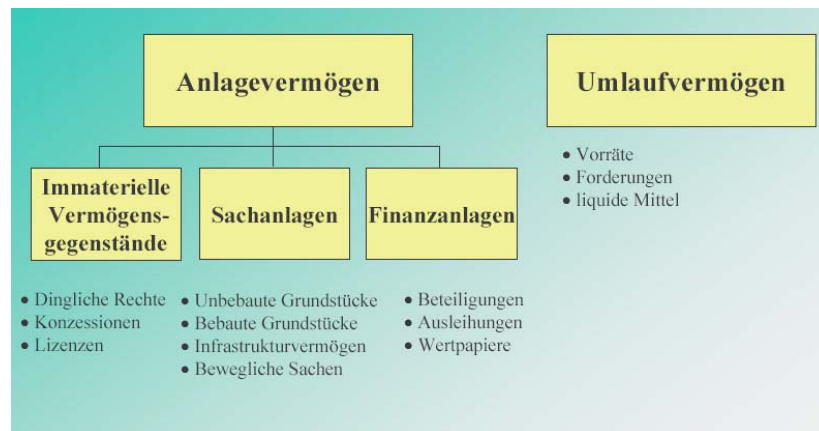 Anlagevermögen
Umlaufvermögen
• Vorräte
• Forderungen
• liquide Mittel
Immaterielle
Vermögens-
gegenstände
Sachanlagen
Finanzanlagen
• Dingliche Rechte
• Konzessionen
• Lizenzen
• Unbebaute Grundstücke
• Bebaute Grundstücke
• Infrastrukturvermögen
• Bewegliche Sachen
• Beteiligungen
• Ausleihungen
• Wertpapiere